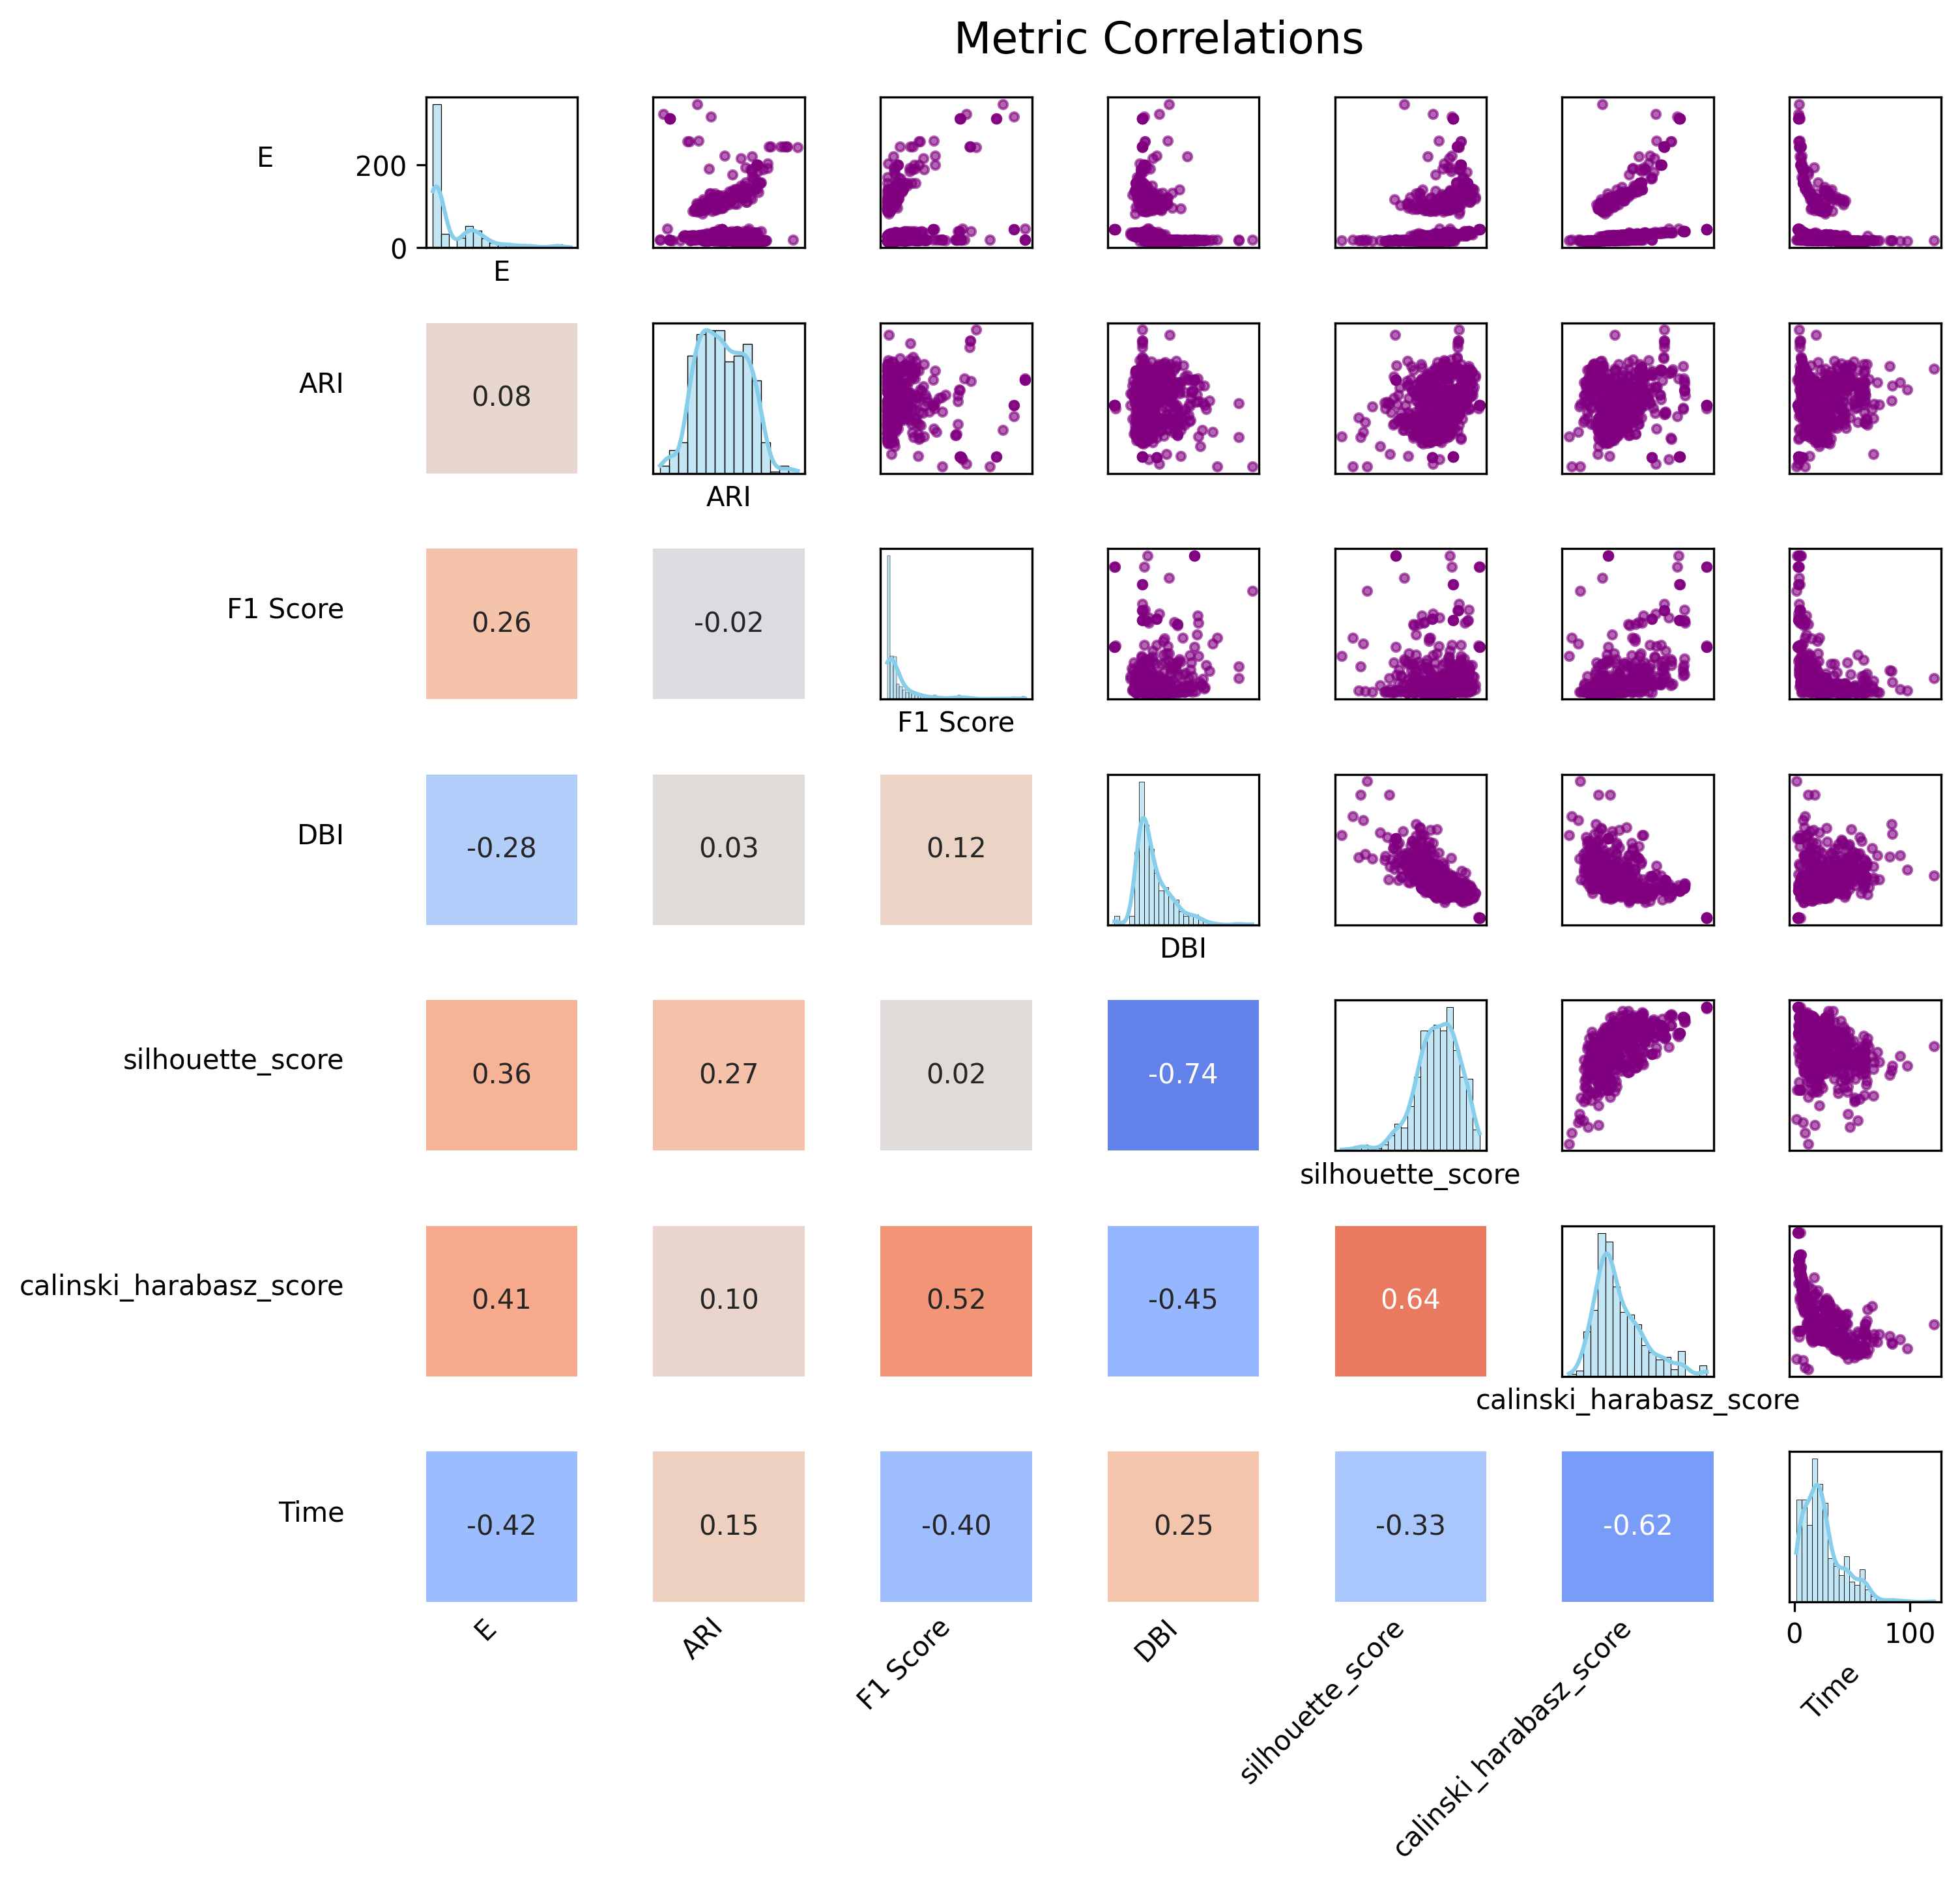 Metric Correlations
E
200
0
E
ARI
0.08
ARI
F1 Score
0.26
-0.02
F1 Score
DBI
-0.28
0.03
0.12
DBI
silhouette_score
0.36
0.27
0.02
-0.74
silhouette_score
calinski_harabasz_score
0.41
0.10
0.52
-0.45
0.64
calinski_harabasz_score
Time
-0.42
0.15
-0.40
0.25
-0.33
-0.62
0
100
E
ARI
F1 Score
DBI
silhouette_score
calinski_harabasz_score
Time